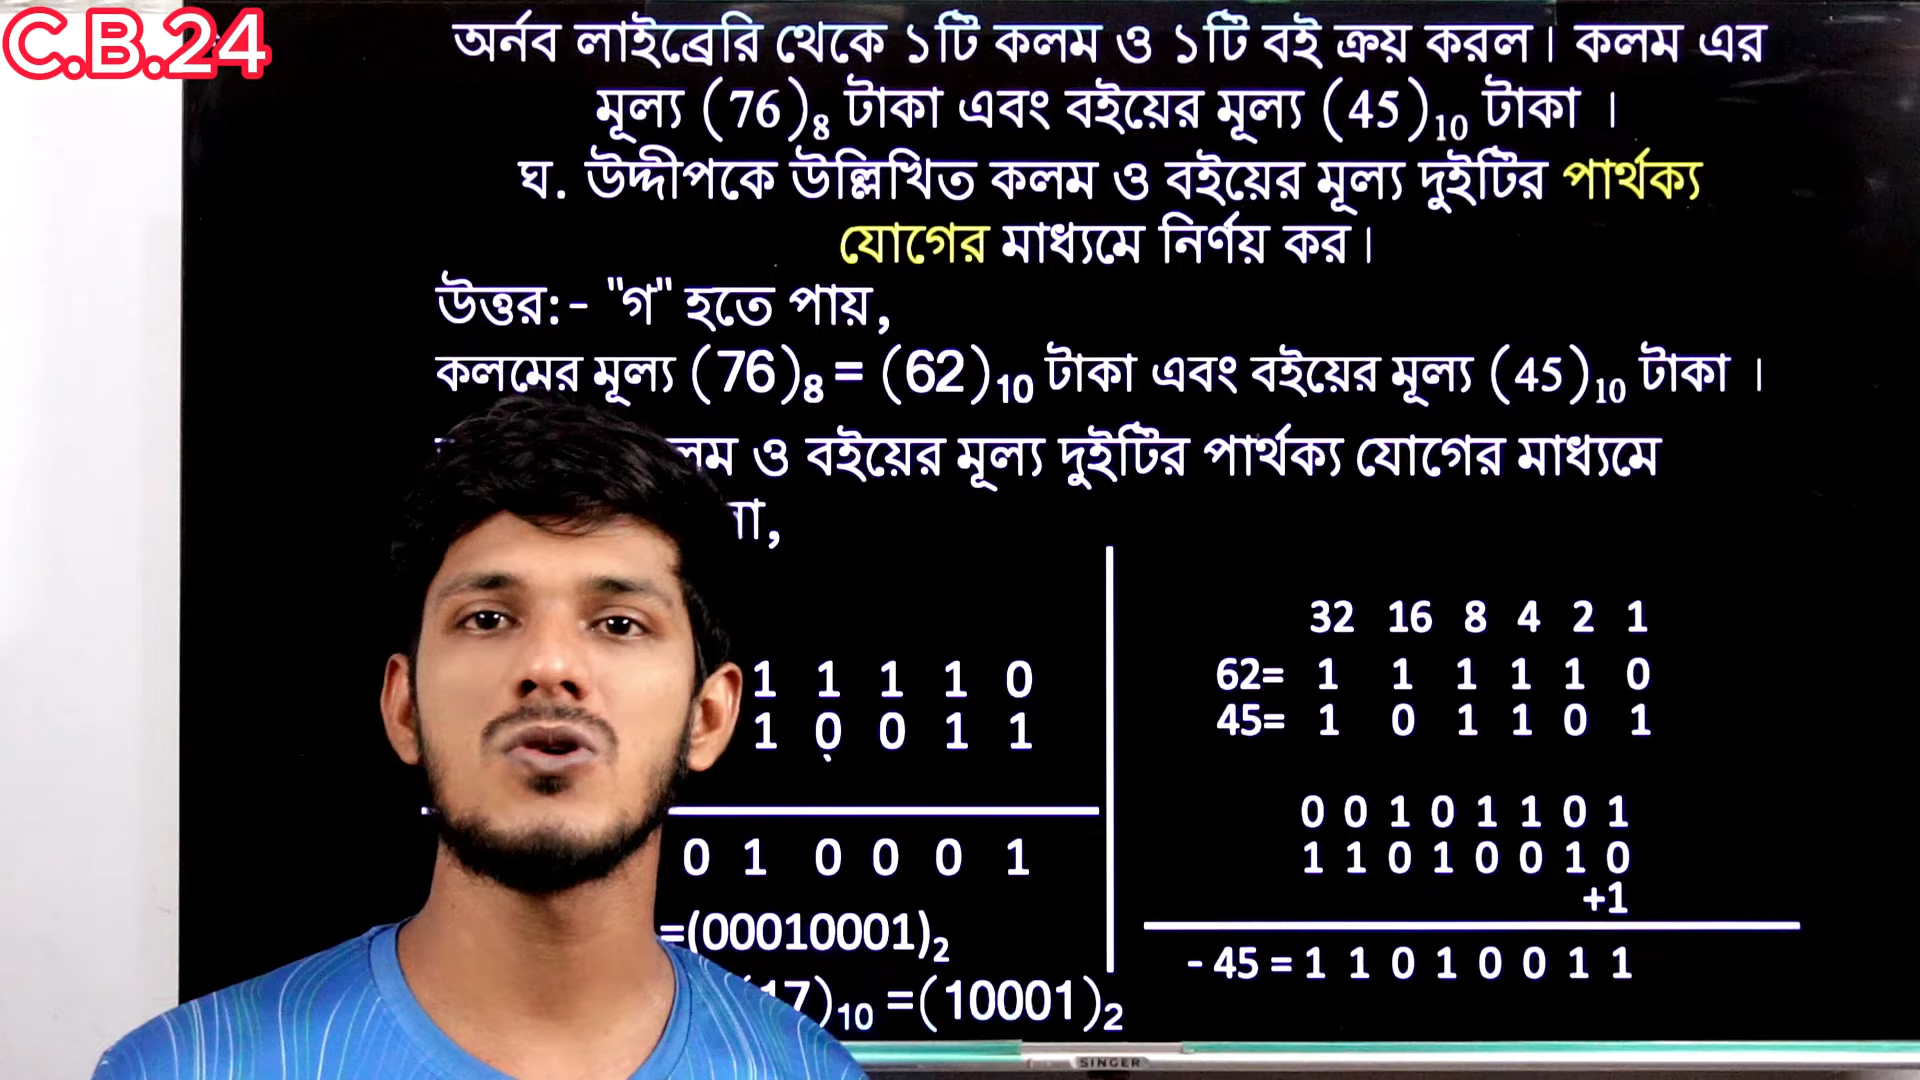 C.B.24
অর্নব লাইব্রেরি থেকে ১টি কলম ও ১টি বই ক্রয় করল। কলম এর
মূল্য (76)₈ টাকা এবং বইয়ের মূল্য (45)₁₀ টাকা ।
ঘ. উদ্দীপকে উল্লিখিত কলম ও বইয়ের মূল্য দুইটির পার্থক্য
যোগের মাধ্যমে নির্ণয় কর।
উত্তর:- "গ" হতে পায়,
কলমের মূল্য (76)₈ = (62)₁₀ টাকা এবং বইয়ের মূল্য (45)₁₀ টাকা ।
ও বইয়ের মূল্য দুইটির পার্থক্য যোগের মাধ্যমে
1 1 1 1 0
1 0 0 1 1
0 1 0 0 0 1
=(00010001)₂
17)₁₀ =(10001)₂
32 16 8 4 2 1
62= 1 1 1 1 1 0
45= 1 0 1 1 0 1
0 0 1 0 1 1 0 1
1 1 0 1 0 0 1 0
+1
- 45 = 1 1 0 1 0 0 1 1
SINGER